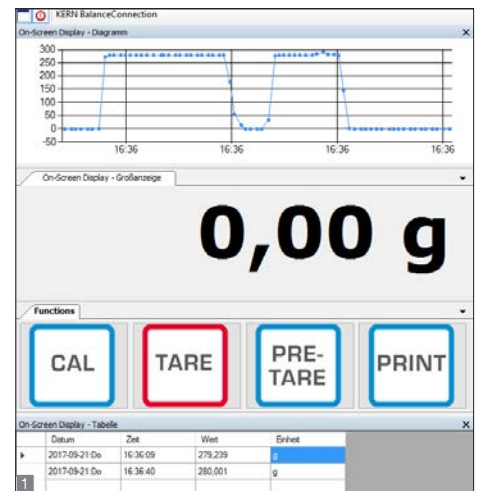 KERN BalanceConnection
On-Screen Display - Diagramm
300
250
200
150
100
50
0
-50
16:36 16:36 16:36 16:36
On-Screen Display - Großanzeige
0,00 g
Functions
CAL
TARE
PRE-
TARE
PRINT
On-Screen Display - Tabelle
Datum Zeit Wert Einheit
2017-09-21:Do 16:36:09 279,239 g
2017-09-21:Do 16:36:40 280,001 g
1